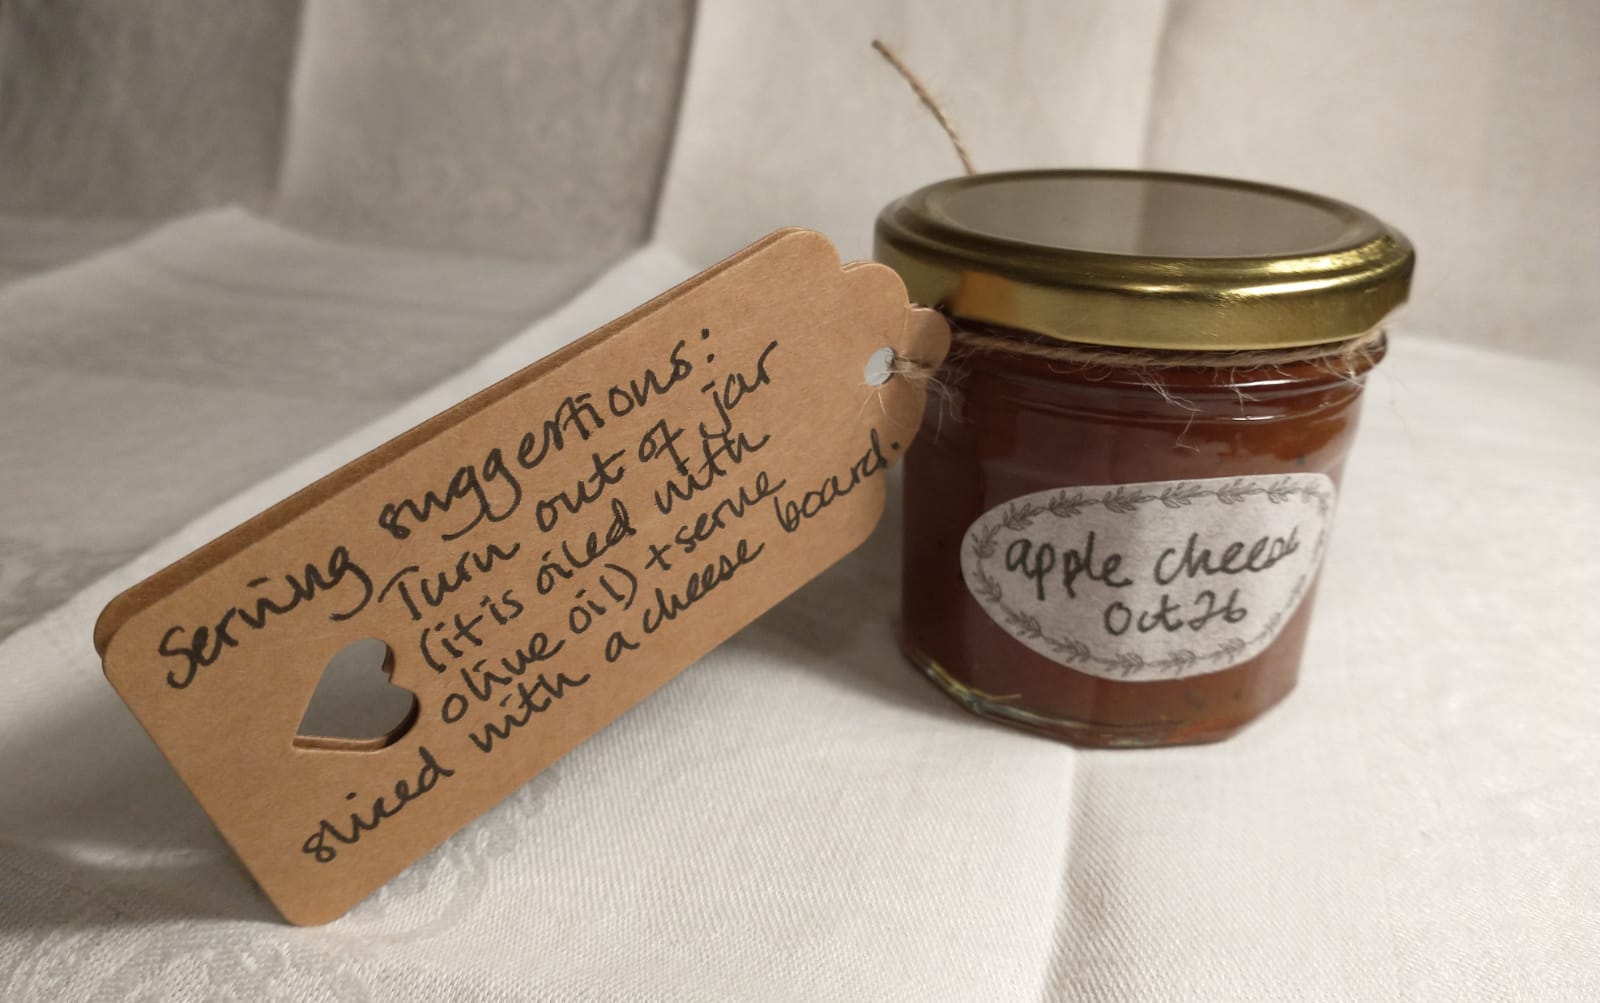 Serving suggestions:
Turn out of jar
(it is oiled with
olive oil) + serve
sliced with a cheese board.
apple cheese
Oct 26